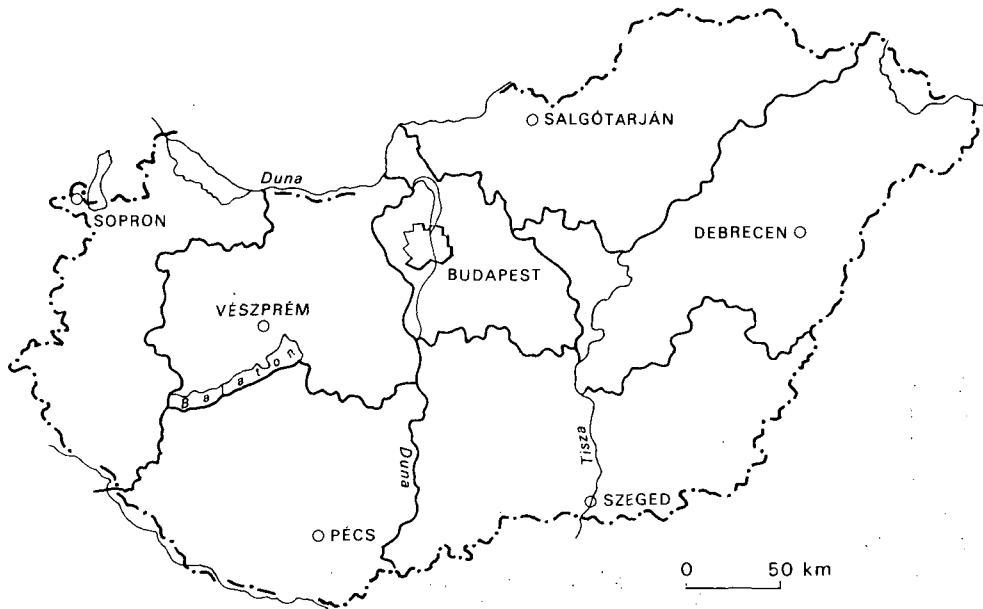 SALGÓTARJÁN
Duna
SOPRON
DEBRECEN
BUDAPEST
VÉSZPRÉM
Balaton
Duna
Tisza
SZEGED
PÉCS
0 50 km